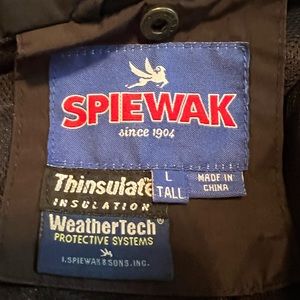 SPIEWAK
since 1904
Thinsulate
INSULATION
L
TALL
MADE IN
CHINA
WeatherTech®
PROTECTIVE SYSTEMS
I. SPIEWAK & SONS, INC.